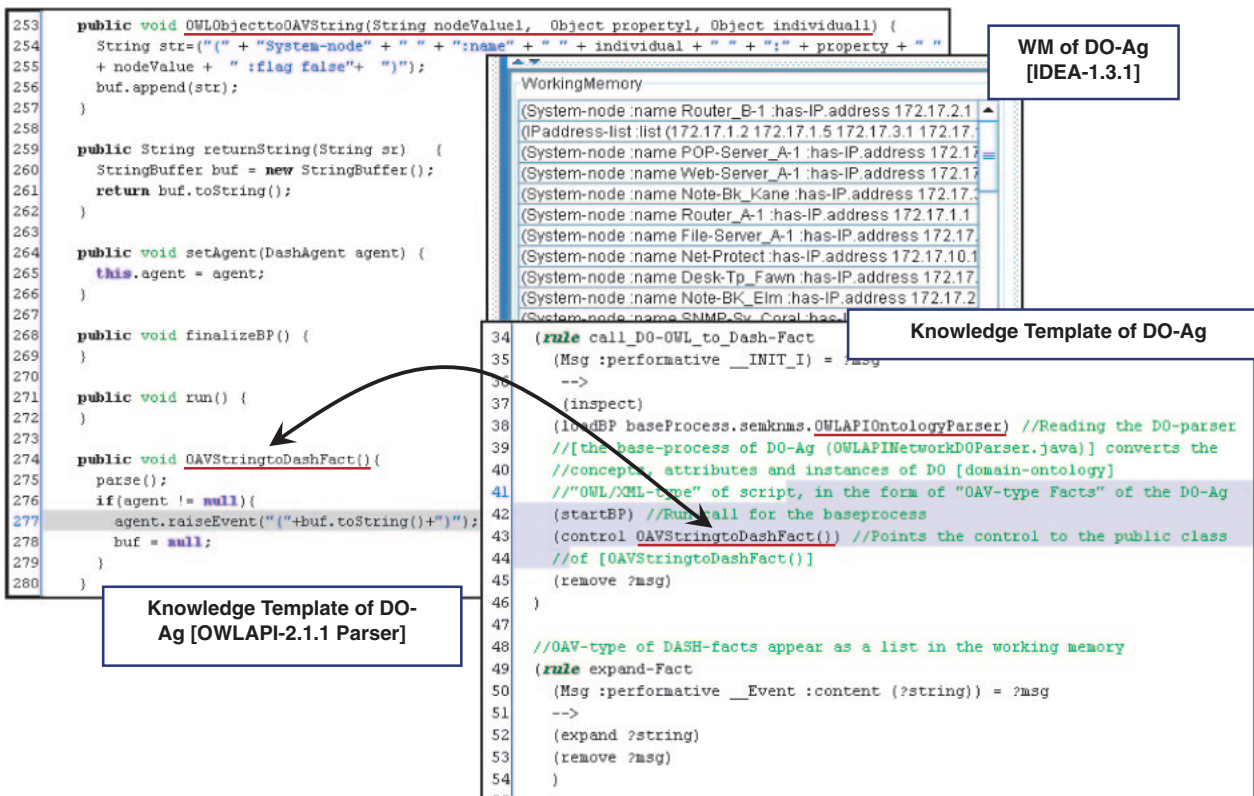 253 public void OWLObjecttoOAVString(String nodeValue1, Object property1, Object individual1) {
254 String str=("(" + "System-node" + " " + ":name" + " " + individual + " " + ":" + property + " "
255 + nodeValue + " :flag false"+ ")");
256 buf.append(str);
257 }
258
259 public String returnString(String sr) {
260 StringBuffer buf = new StringBuffer();
261 return buf.toString();
262 }
263
264 public void setAgent(DashAgent agent) {
265 this.agent = agent;
266 }
267
268 public void finalizeBP() {
269 }
270
271 public void run() {
272 }
273
274 public void OAVStringtoDashFact(){
275 parse();
276 if(agent != null){
277 agent.raiseEvent("("+buf.toString()+")");
278 buf = null;
279 }
280 }
Knowledge Template of DO-
Ag [OWLAPI-2.1.1 Parser]
WM of DO-Ag
[IDEA-1.3.1]
WorkingMemory
(System-node :name Router_B-1 :has-IP.address 172.17.2.1
(IPaddress-list :list (172.17.1.2 172.17.1.5 172.17.3.1 172.17.
(System-node :name POP-Server_A-1 :has-IP.address 172.17
(System-node :name Web-Server_A-1 :has-IP.address 172.17
(System-node :name Note-Bk_Kane :has-IP.address 172.17.
(System-node :name Router_A-1 :has-IP.address 172.17.1.1
(System-node :name File-Server_A-1 :has-IP.address 172.17.
(System-node :name Net-Protect :has-IP.address 172.17.10.1
(System-node :name Desk-Tp_Fawn :has-IP.address 172.17.
(System-node :name Note-BK_Elm :has-IP.address 172.17.2
(System-node :name SNMP-Sv_Coral :has-I
Knowledge Template of DO-Ag
34 (rule call_DO-OWL_to_Dash-Fact
35 (Msg :performative __INIT_I) = ?msg
36 -->
37 (inspect)
38 (loadBP baseProcess.semknms.OWLAPIOntologyParser) //Reading the DO-parser
39 //[the base-process of DO-Ag (OWLAPINetworkDOParser.java)] converts the
40 //concepts, attributes and instances of DO [domain-ontology]
41 //"OWL/XML-type" of script, in the form of "OAV-type Facts" of the DO-Ag
42 (startBP) //Run call for the baseprocess
43 (control OAVStringtoDashFact()) //Points the control to the public class
44 //of [OAVStringtoDashFact()]
45 (remove ?msg)
46 )
47
48 //OAV-type of DASH-facts appear as a list in the working memory
49 (rule expand-Fact
50 (Msg :performative __Event :content (?string)) = ?msg
51 -->
52 (expand ?string)
53 (remove ?msg)
54 )